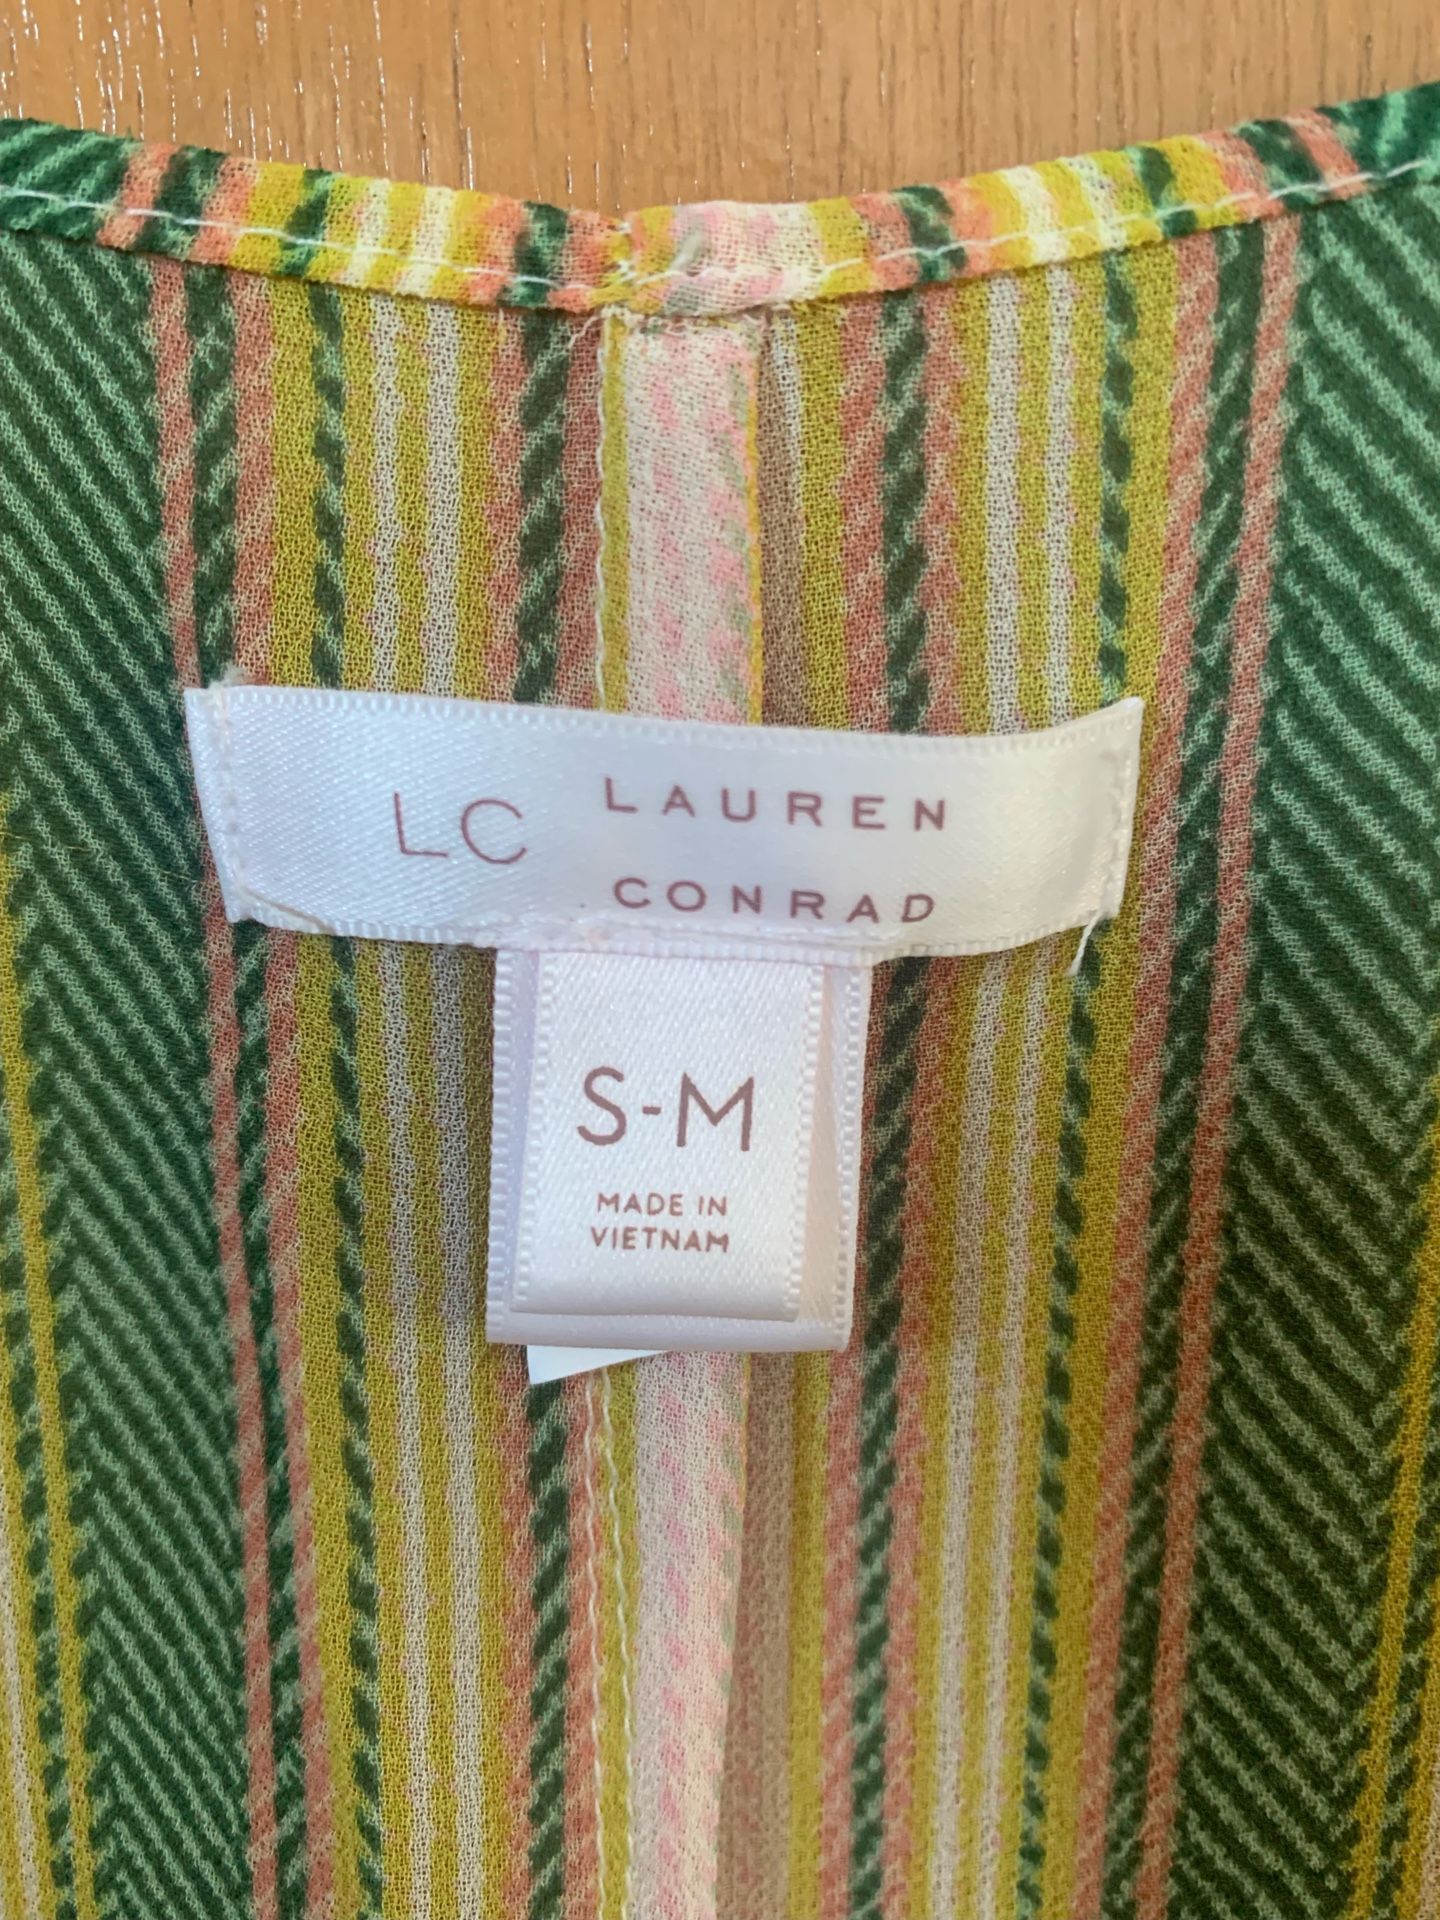 LC LAUREN
CONRAD
S-M
MADE IN
VIETNAM